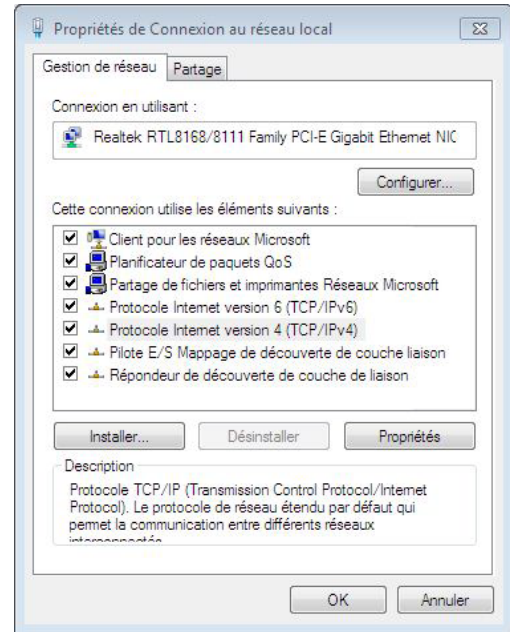 Propriétés de Connexion au réseau local
Gestion de réseau
Partage
Connexion en utilisant :
Realtek RTL8168/8111 Family PCI-E Gigabit Ethernet NIC
Configurer...
Cette connexion utilise les éléments suivants :
Client pour les réseaux Microsoft
Planificateur de paquets QoS
Partage de fichiers et imprimantes Réseaux Microsoft
Protocole Internet version 6 (TCP/IPv6)
Protocole Internet version 4 (TCP/IPv4)
Pilote E/S Mappage de découverte de couche liaison
Répondeur de découverte de couche de liaison
Installer...
Désinstaller
Propriétés
Description
Protocole TCP/IP (Transmission Control Protocol/Internet
Protocol). Le protocole de réseau étendu par défaut qui
permet la communication entre différents réseaux
interconnectés
OK
Annuler